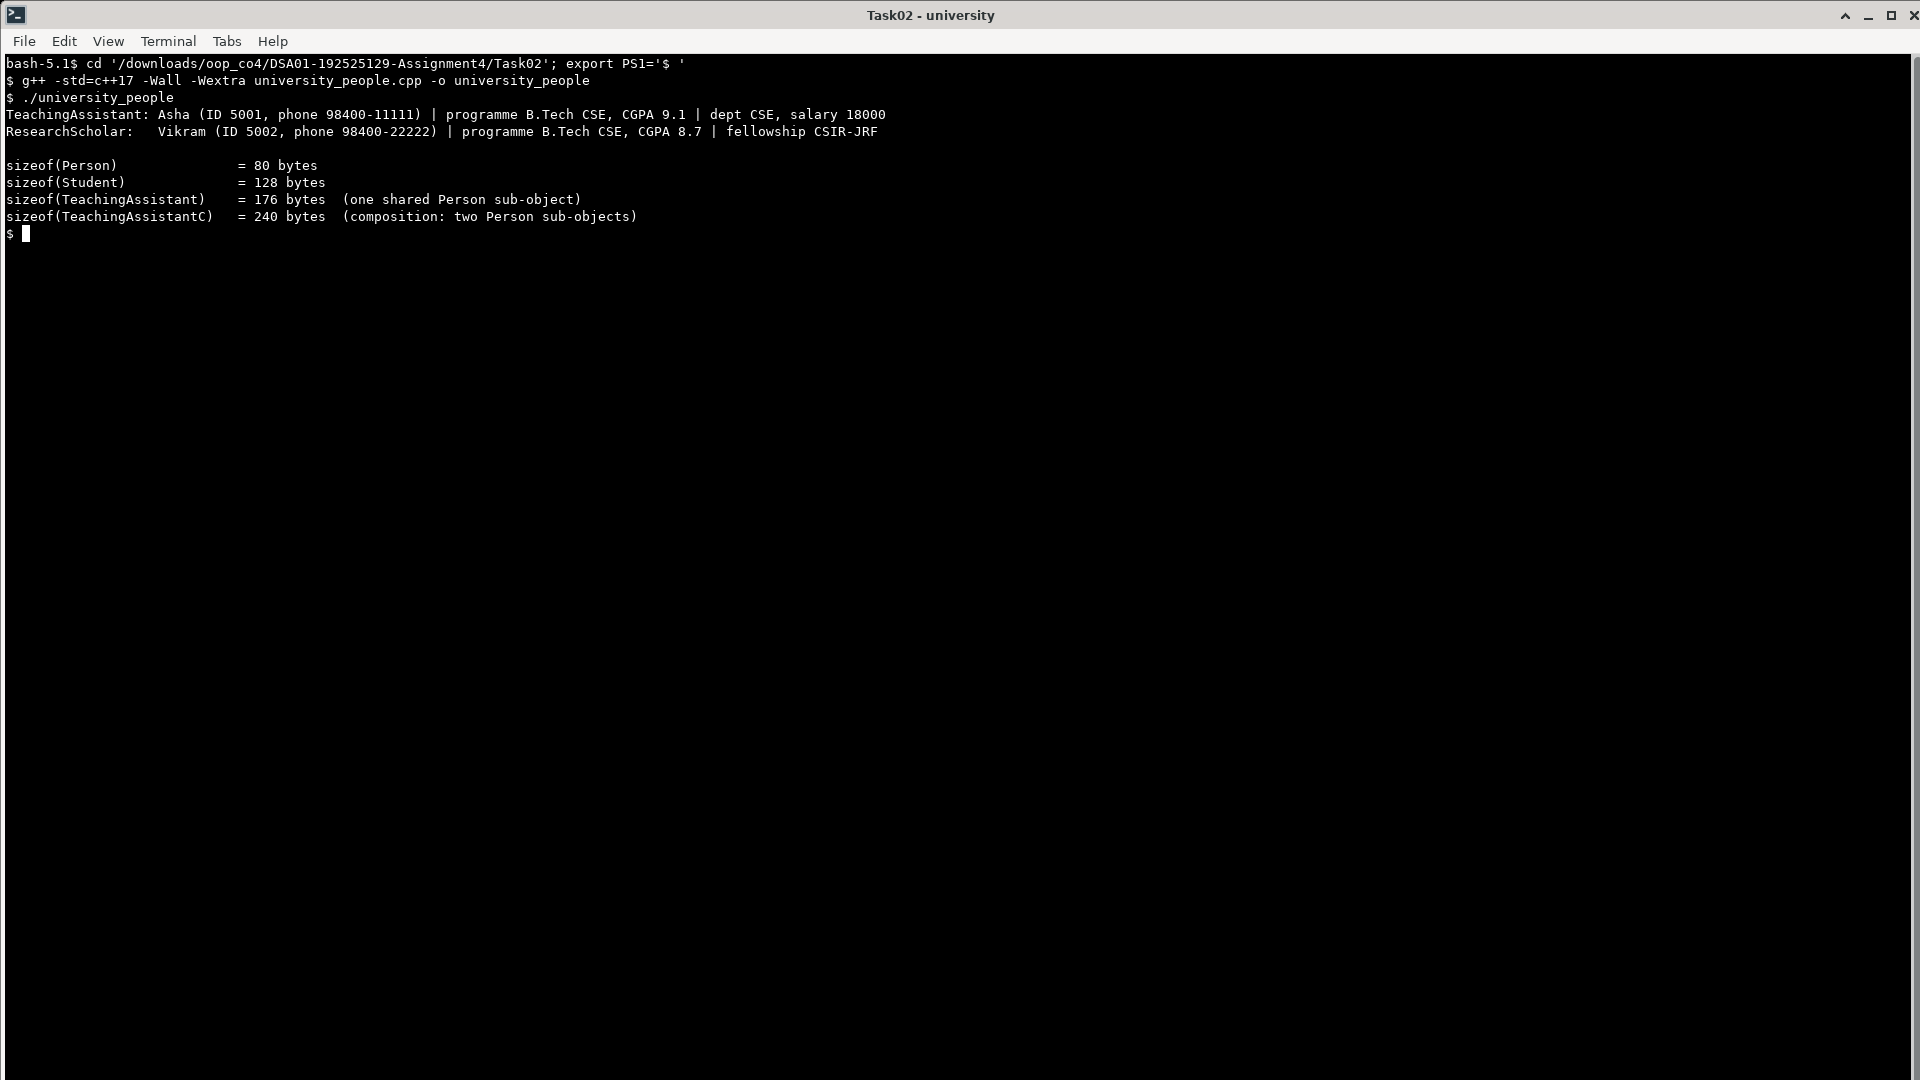 Task02 - university
File Edit View Terminal Tabs Help
bash-5.1$ cd '/downloads/oop_co4/DSA01-192525129-Assignment4/Task02'; export PS1='$ '
$ g++ -std=c++17 -Wall -Wextra university_people.cpp -o university_people
$ ./university_people
TeachingAssistant: Asha (ID 5001, phone 98400-11111) | programme B.Tech CSE, CGPA 9.1 | dept CSE, salary 18000
ResearchScholar:   Vikram (ID 5002, phone 98400-22222) | programme B.Tech CSE, CGPA 8.7 | fellowship CSIR-JRF
sizeof(Person)               = 80 bytes
sizeof(Student)              = 128 bytes
sizeof(TeachingAssistant)    = 176 bytes  (one shared Person sub-object)
sizeof(TeachingAssistantC)   = 240 bytes  (composition: two Person sub-objects)
$